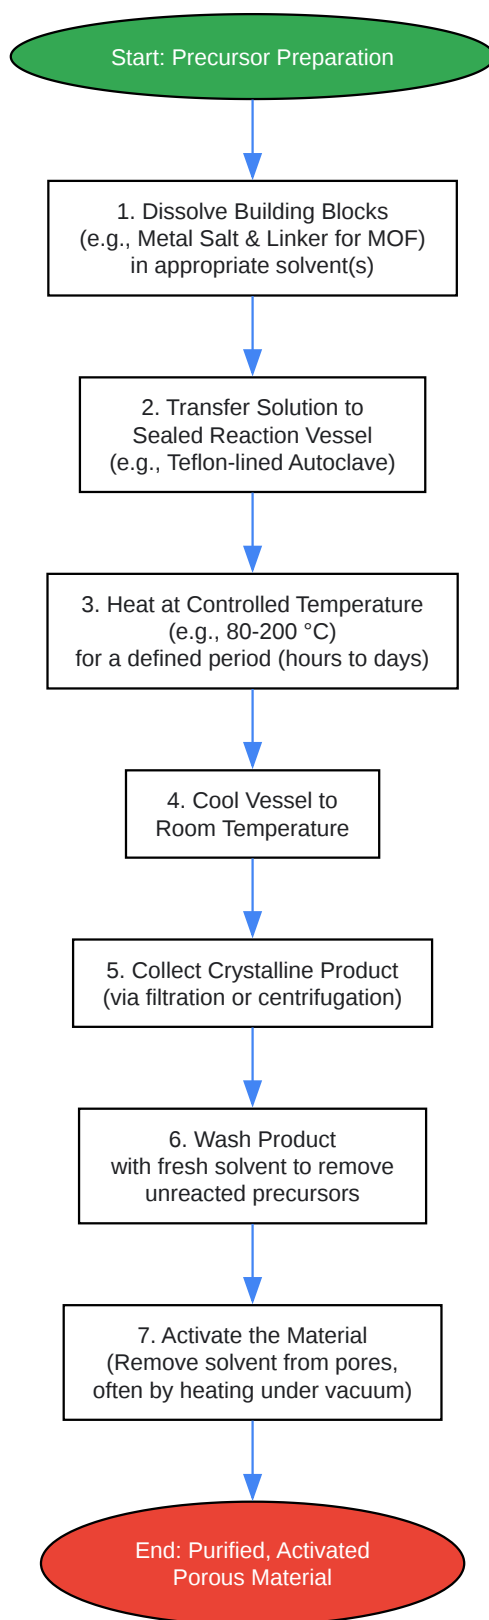 Start: Precursor Preparation
1. Dissolve Building Blocks
(e.g., Metal Salt & Linker for MOF)
in appropriate solvent(s)
2. Transfer Solution to
Sealed Reaction Vessel
(e.g., Teflon-lined Autoclave)
3. Heat at Controlled Temperature
(e.g., 80-200 °C)
for a defined period (hours to days)
4. Cool Vessel to
Room Temperature
5. Collect Crystalline Product
(via filtration or centrifugation)
6. Wash Product
with fresh solvent to remove
unreacted precursors
7. Activate the Material
(Remove solvent from pores,
often by heating under vacuum)
End: Purified, Activated
Porous Material